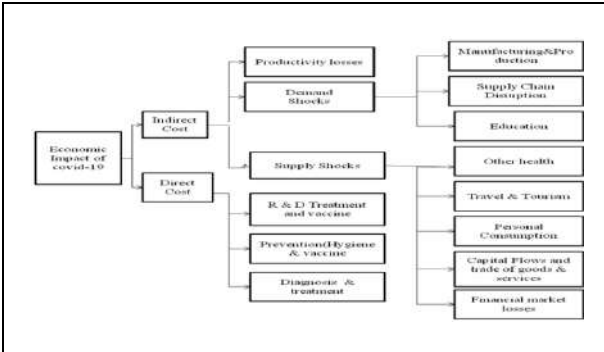 Economic
Impact of
covid-19
Indirect
Cost
Direct
Cost
Productivity losses
Demand
Shocks
Supply Shocks
R & D Treatment
and vaccine
Prevention(Hygiene
& vaccine
Diagnosis &
treatment
Manufacturing&Pro
duction
Supply Chain
Disruption
Education
Other health
Travel & Tourism
Personal
Consumption
Capital Flows and
trade of goods &
services
Financial market
losses